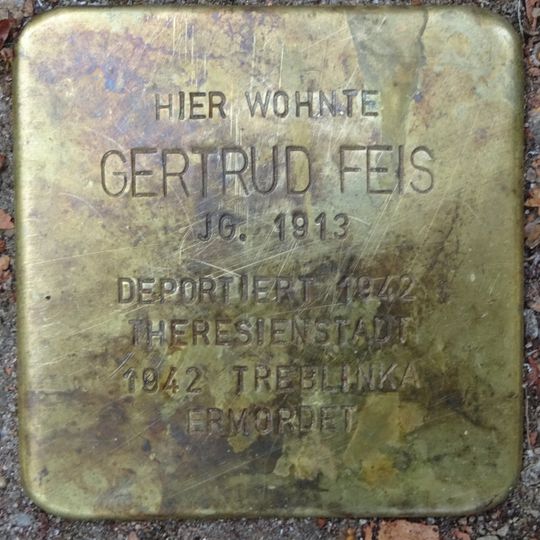 HIER WOHNTE
GERTRUD FEIS
JG. 1913
DEPORTIERT 1942
THERESIENSTADT
1942 TREBLINKA
ERMORDET